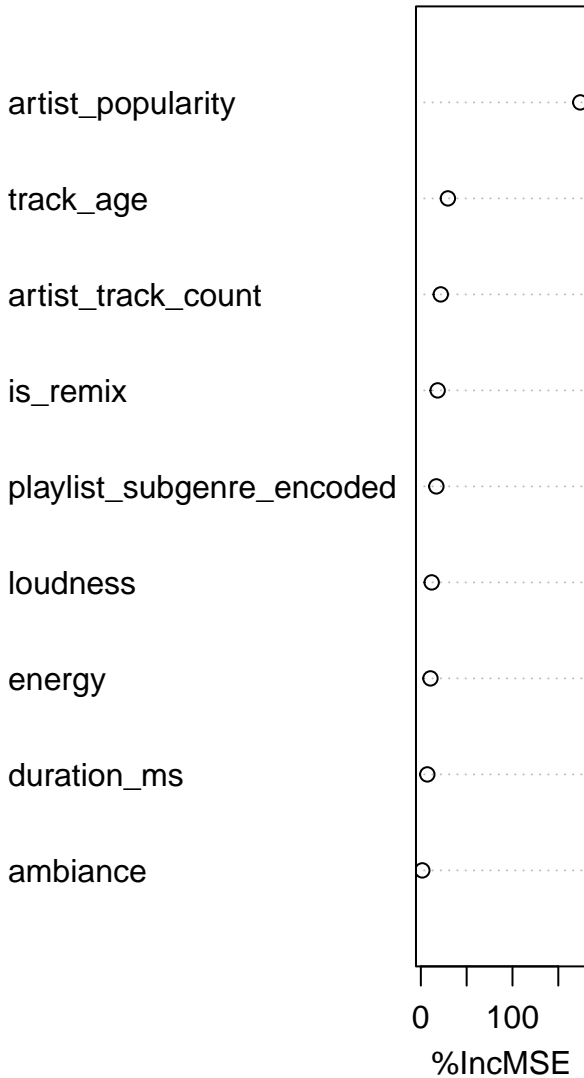 artist_popularity
track_age
artist_track_count
is_remix
playlist_subgenre_encoded
loudness
energy
duration_ms
ambiance
0 100
%IncMSE